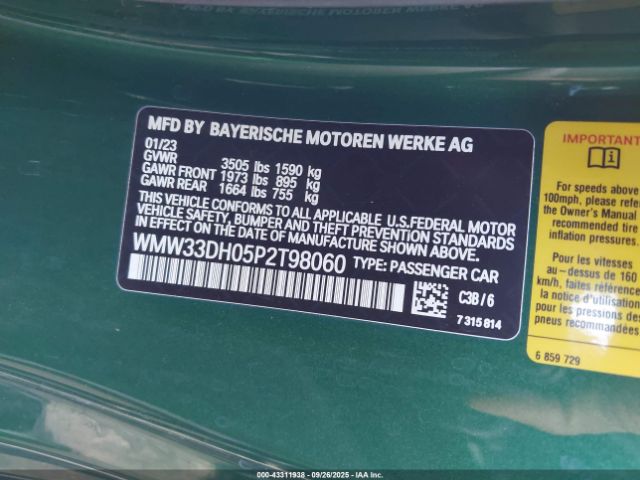 MFD BY BAYERISCHE MOTOREN WERKE AG
01/23
GVWR 3505 lbs 1590 kg
GAWR FRONT 1973 lbs 895 kg
GAWR REAR 1664 lbs 755 kg
THIS VEHICLE CONFORMS TO ALL APPLICABLE U.S.FEDERAL MOTOR
VEHICLE SAFETY, BUMPER AND THEFT PREVENTION STANDARDS
IN EFFECT ON THE DATE OF MANUFACTURE SHOWN ABOVE.
WMW33DH05P2T98060 TYPE: PASSENGER CAR
C3B / 6
7 315 814
IMPORTANT
For speeds above
100mph, please refer
the Owner's Manual
recommended tire
inflation pressures.
Pour les vitesses
au-dessus de 160
km/h, faites référence
la notice d'utilisation
pour les pressions des
pneus recommandées
6 859 729
000-43311938 - 09/26/2025 - IAAI Inc.